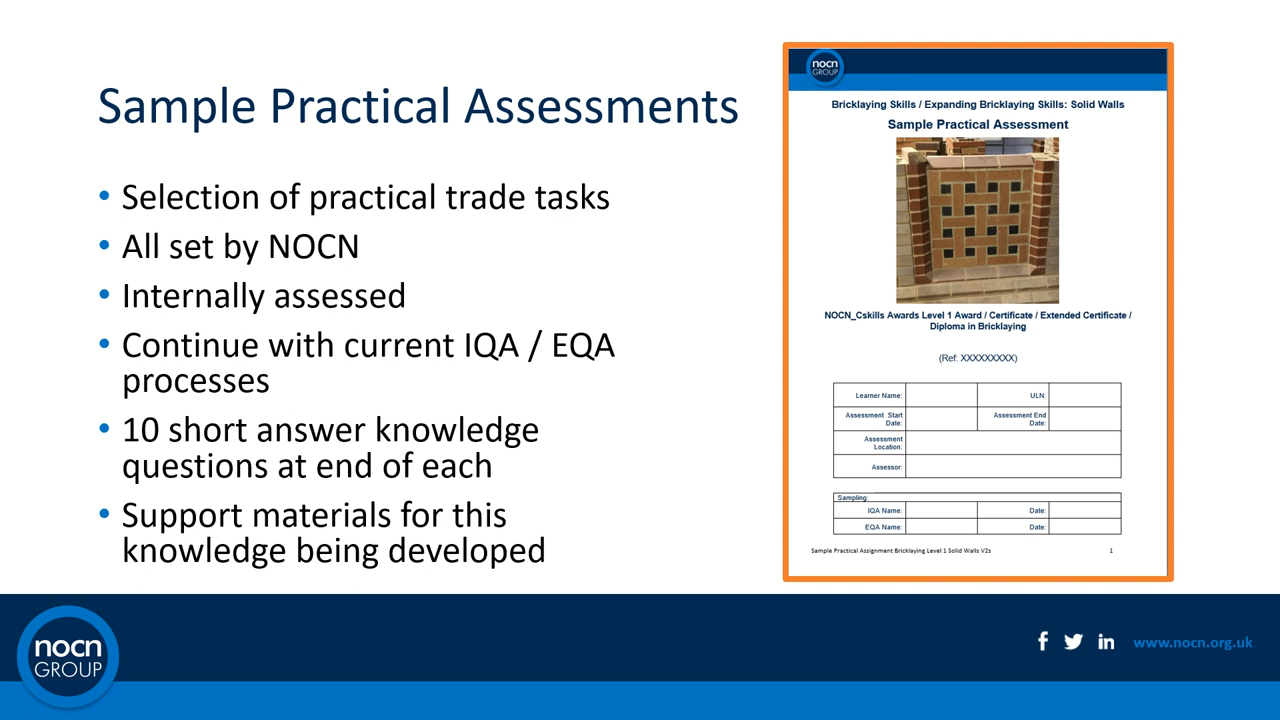 Sample Practical Assessments
• Selection of practical trade tasks
• All set by NOCN
• Internally assessed
• Continue with current IQA / EQA
processes
• 10 short answer knowledge
questions at end of each
• Support materials for this
knowledge being developed
nocn
GROUP
Bricklaying Skills / Expanding Bricklaying Skills: Solid Walls
Sample Practical Assessment
NOCN_Cskills Awards Level 1 Award / Certificate / Extended Certificate /
Diploma in Bricklaying
(Ref: XXXXXXXXX)
Learner Name: ULN:
Assessment Start
Date:
Assessment End
Date:
Assessment
Location:
Assessor:
Sampling:
IQA Name: Date:
EQA Name: Date:
Sample Practical Assignment Bricklaying Level 1 Solid Walls V2s 1
nocn
GROUP
www.nocn.org.uk